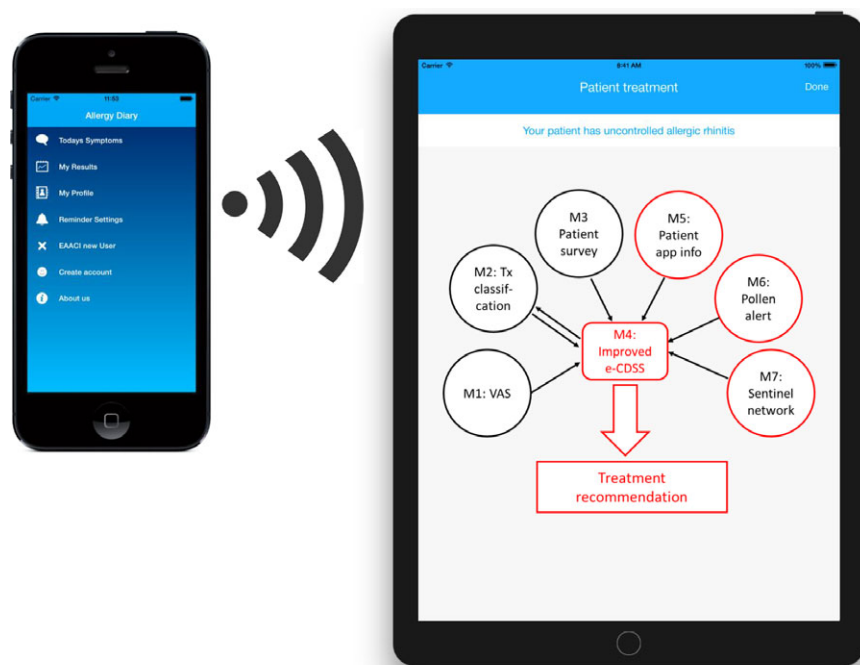 Carrier 11:53
Allergy Diary
Todays Symptoms
My Results
My Profile
Reminder Settings
EAACI new User
Create account
About us
Carrier 8:41 AM 100%
Patient treatment Done
Your patient has uncontrolled allergic rhinitis
M3
Patient
survey
M5:
Patient
app info
M2: Tx
classif-
cation
M6:
Pollen
alert
M4:
Improved
e-CDSS
M1: VAS
M7:
Sentinel
network
Treatment
recommendation